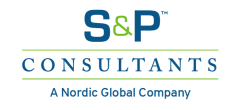 S&P™
CONSULTANTS
A Nordic Global Company